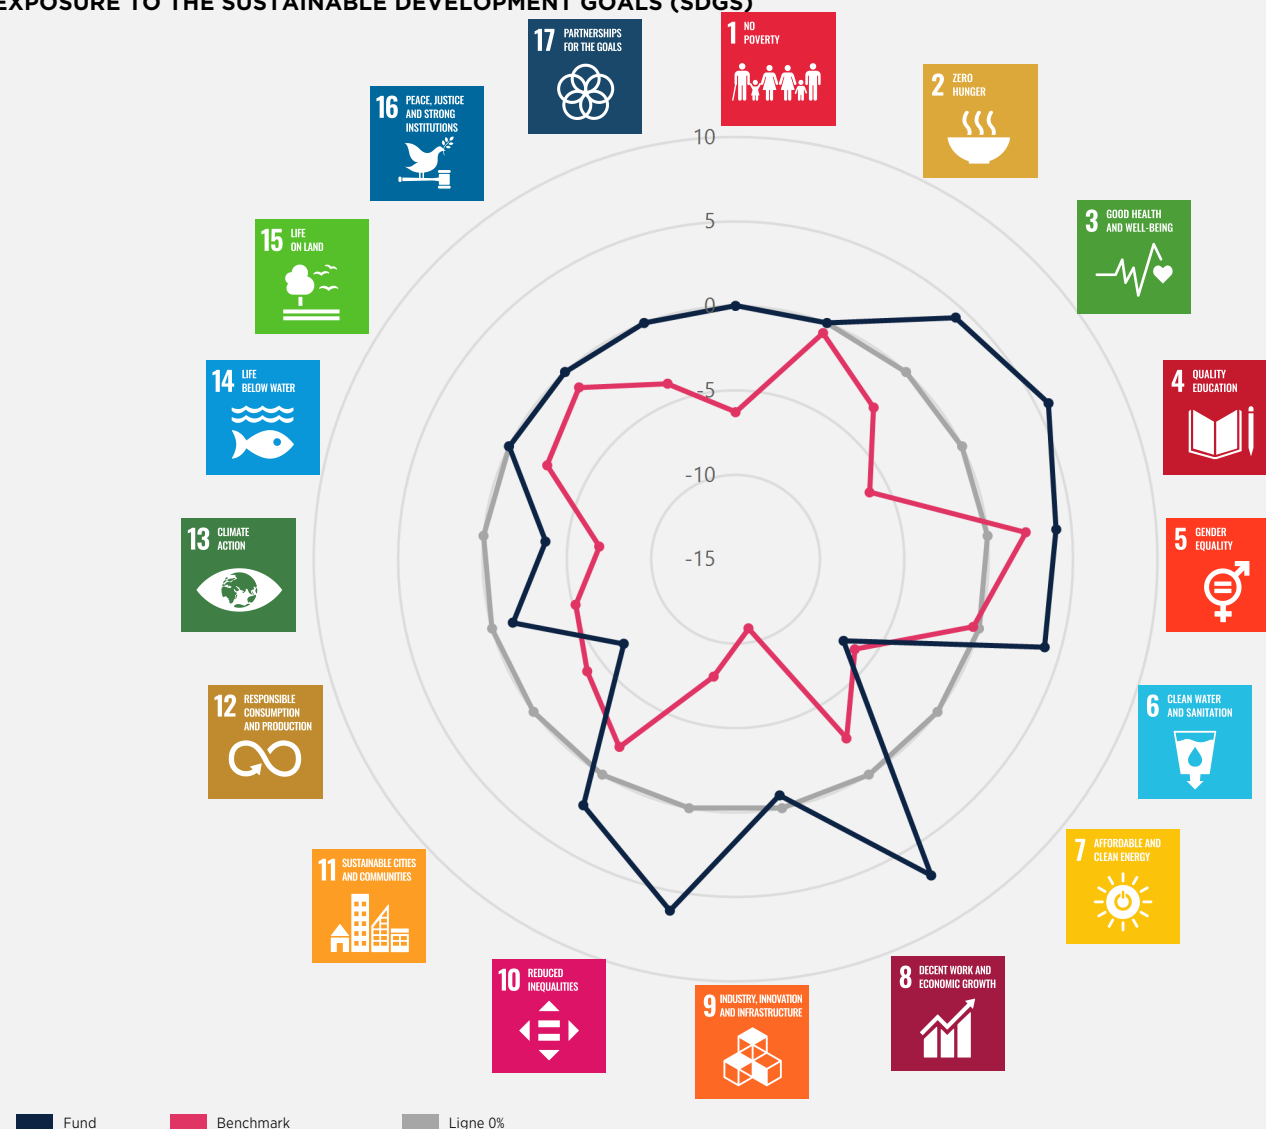 EXPOSURE TO THE SUSTAINABLE DEVELOPMENT GOALS (SDGS)
1 NO
POVERTY
2 ZERO
HUNGER
3 GOOD HEALTH
AND WELL-BEING
4 QUALITY
EDUCATION
5 GENDER
EQUALITY
6 CLEAN WATER
AND SANITATION
7 AFFORDABLE AND
CLEAN ENERGY
8 DECENT WORK AND
ECONOMIC GROWTH
9 INDUSTRY, INNOVATION
AND INFRASTRUCTURE
10 REDUCED
INEQUALITIES
11 SUSTAINABLE CITIES
AND COMMUNITIES
12 RESPONSIBLE
CONSUMPTION
AND PRODUCTION
13 CLIMATE
ACTION
14 LIFE
BELOW WATER
15 LIFE
ON LAND
16 PEACE, JUSTICE
AND STRONG
INSTITUTIONS
17 PARTNERSHIPS
FOR THE GOALS
10
5
0
-5
-10
-15
Fund
Benchmark
Ligne 0%